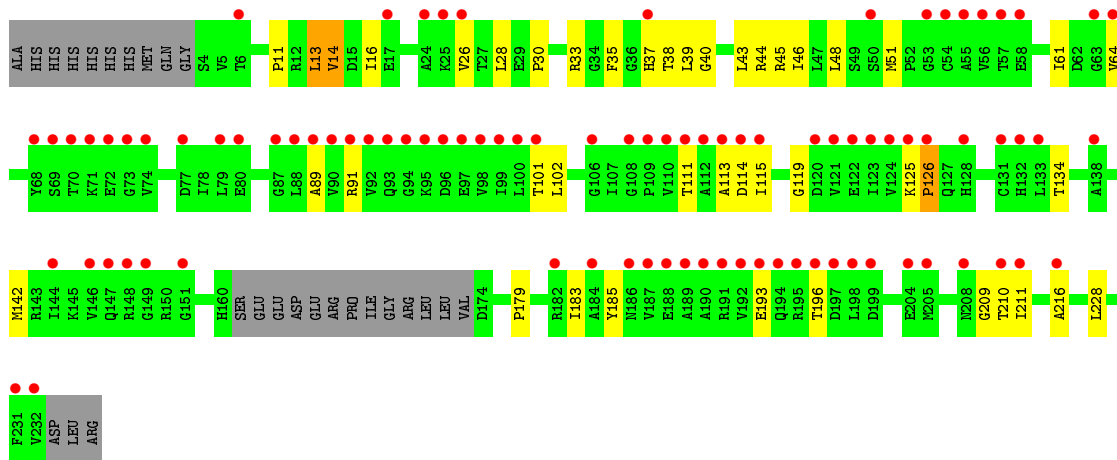 ALA HIS HIS HIS HIS HIS HIS MET GLN GLY S4 V5 T6 P11 R12 L13 V14 D15 I16 E17 A24 K25 V26 T27 L28 E29 P30 R33 G34 F35 G36 H37 T38 L39 G40 L43 R44 R45 I46 L47 L48 S49 S50 M51 P52 G53 C54 A55 V56 T57 E58 I61 D62 G63 V64
Y68 S69 T70 K71 E72 G73 V74 D77 I78 L79 E80 G87 L88 A89 V90 R91 V92 Q93 G94 K95 D96 E97 V98 I99 L100 T101 L102 G106 I107 G108 P109 V110 T111 A112 A113 D114 I115 G119 D120 V121 E122 I123 V124 K125 P126 Q127 H128 C131 H132 L133 T134 A138
M142 R143 I144 K145 V146 Q147 R148 G149 R150 G151 H160 SER GLU GLU ASP GLU ARG PRO ILE GLY ARG LEU LEU VAL D174 P179 R182 I183 A184 Y185 N186 V187 E188 A189 A190 R191 V192 E193 Q194 R195 T196 D197 L198 D199 E204 M205 N208 G209 T210 I211 A216 L228
F231 V232 ASP LEU ARG